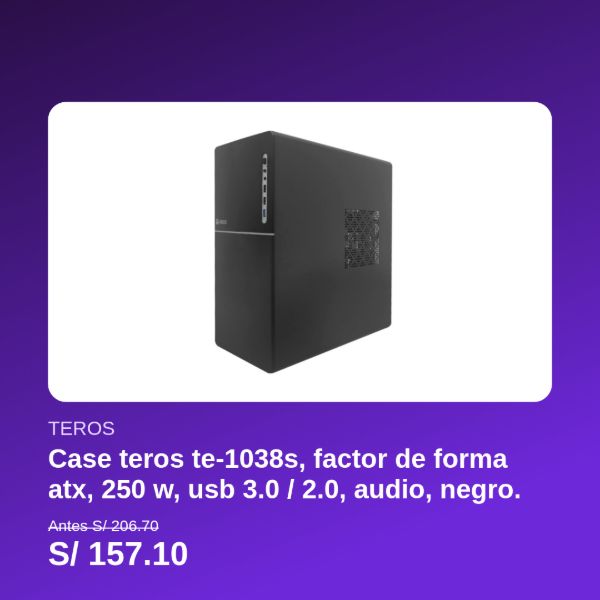 TEROS
Case teros te-1038s, factor de forma
atx, 250 w, usb 3.0 / 2.0, audio, negro.
Antes S/ 206.70
S/ 157.10